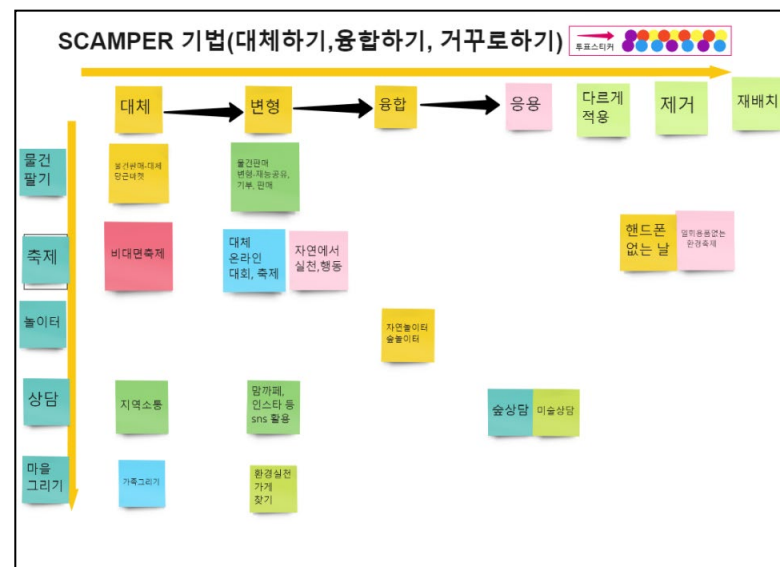 SCAMPER 기법(대체하기,융합하기, 거꾸로하기)
투표스티커
대체
변형
융합
응용
다르게
적용
제거
재배치
물건
팔기
물건판매-대체
당근마켓
물건판매
변형-재능공유,
기부, 판매
축제
비대면축제
대체
온라인
대회, 축제
자연에서
실천,행동
핸드폰
없는 날
일회용품없는
환경축제
놀이터
자연놀이터
숲놀이터
상담
지역소통
맘까페,
인스타 등
sns 활용
숲상담
미술상담
마을
그리기
가족그리기
환경실천
가게
찾기